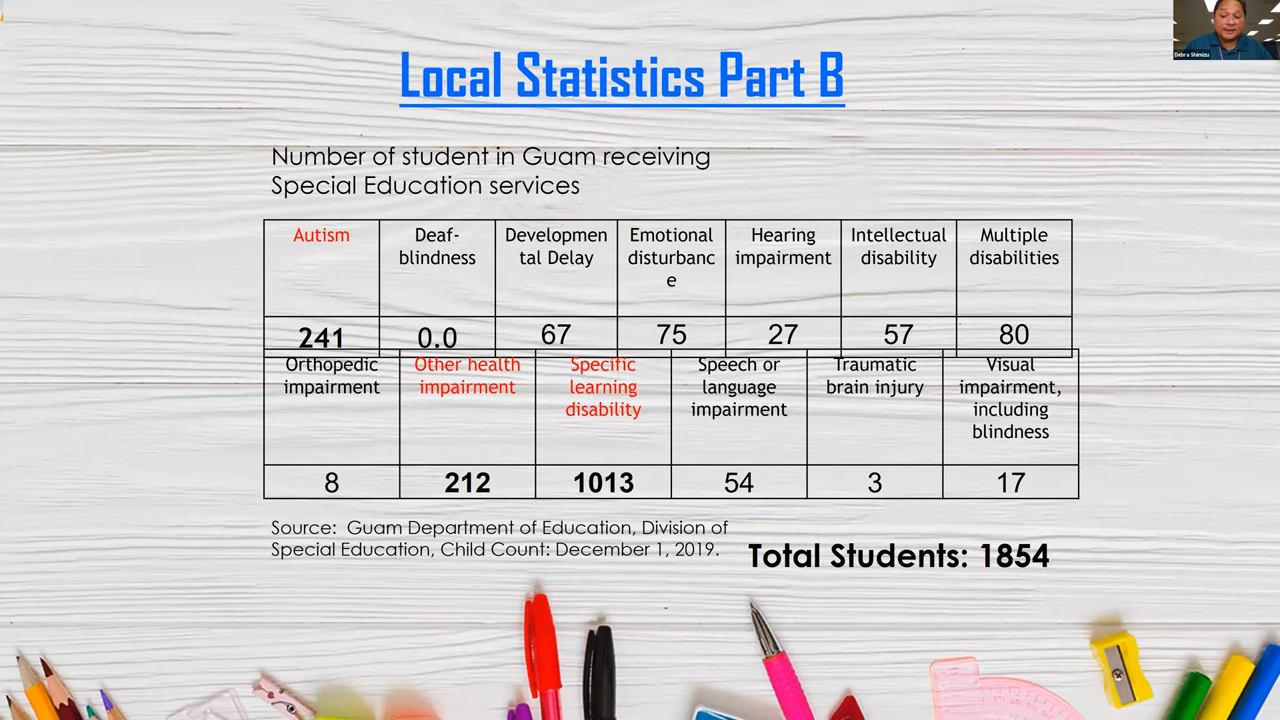 Debra Shimizu
Local Statistics Part B
Number of student in Guam receiving
Special Education services
Autism
Deaf-
blindness
Developmen
tal Delay
Emotional
disturbanc
e
Hearing
impairment
Intellectual
disability
Multiple
disabilities
241
0.0
67
75
27
57
80
Orthopedic
impairment
Other health
impairment
Specific
learning
disability
Speech or
language
impairment
Traumatic
brain injury
Visual
impairment,
including
blindness
8
212
1013
54
3
17
Source: Guam Department of Education, Division of
Special Education, Child Count: December 1, 2019.
Total Students: 1854